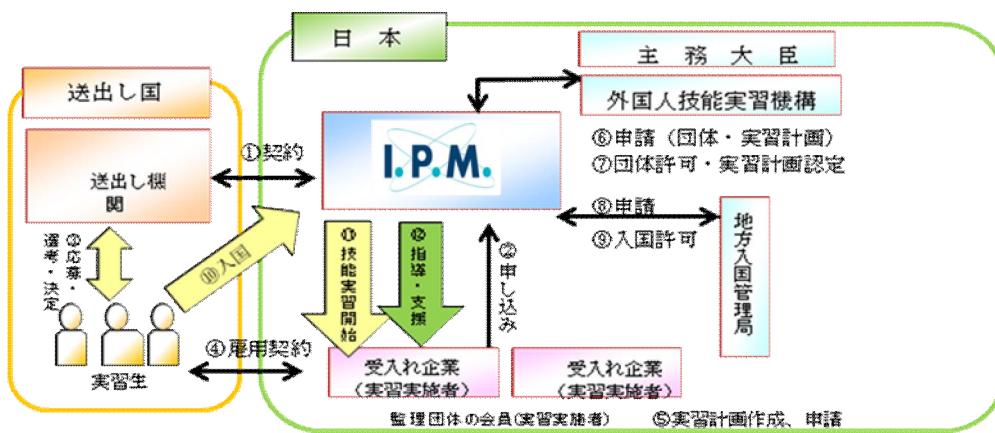 日 本
主 務 大 臣
外国人技能実習機構
送出し国
送出し機
関
①契約
I.P.M.
⑥申請（団体・実習計画）
⑦団体許可・実習計画認定
⑧申請
⑨入国許可
地方入国管理局
③応募・
選考・決定
⑩入国
⑪技能実習開始
⑫指導・支援
②申し込み
④雇用契約
実習生
受入れ企業
（実習実施者）
受入れ企業
（実習実施者）
監理団体の会員(実習実施者)
⑤実習計画作成、申請